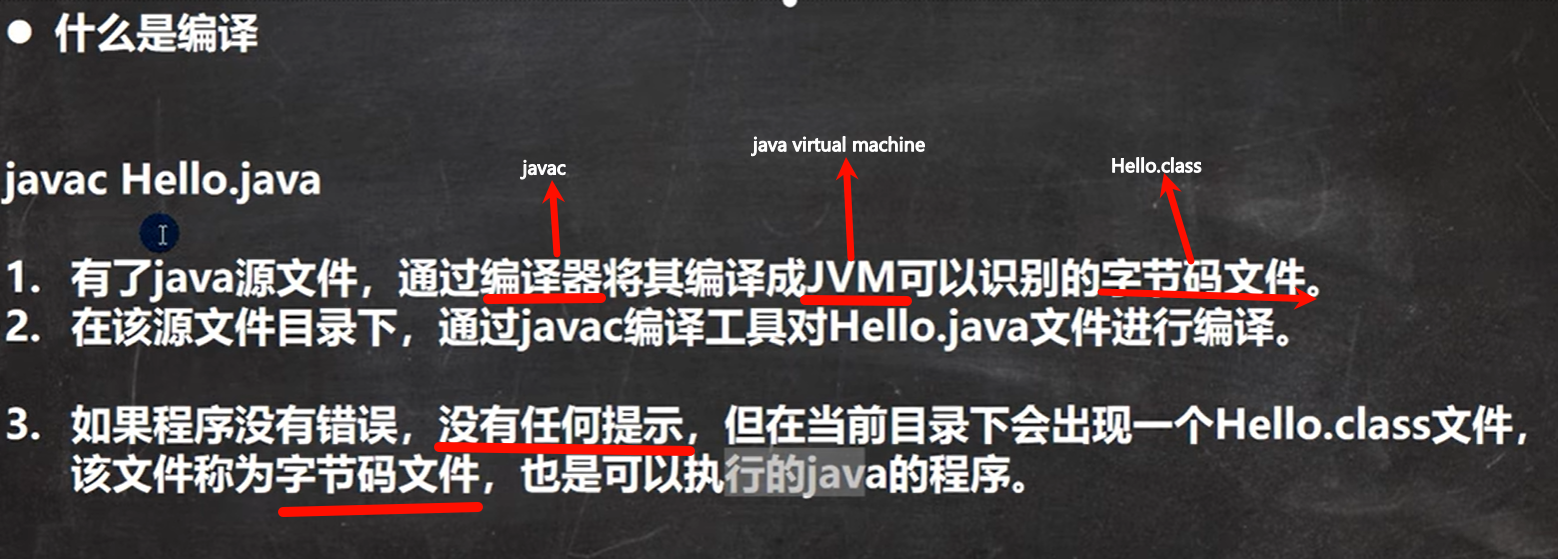 ● 什么是编译
java virtual machine
javac
Hello.class
javac Hello.java
1. 有了java源文件，通过编译器将其编译成JVM可以识别的字节码文件。
2. 在该源文件目录下，通过javac编译工具对Hello.java文件进行编译。
3. 如果程序没有错误，没有任何提示，但在当前目录下会出现一个Hello.class文件，
该文件称为字节码文件，也是可以执行的java的程序。